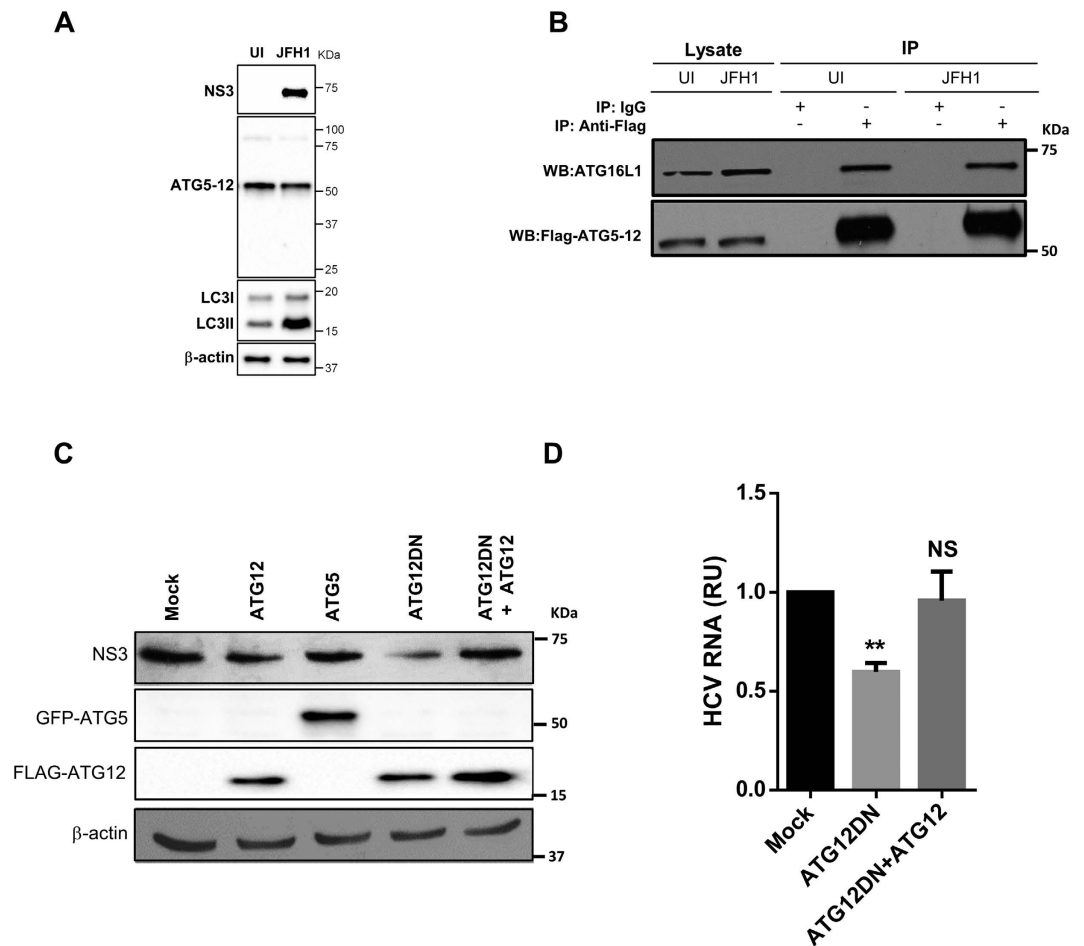 A
UI JFH1 KDa
NS3
75
100
75
ATG5-12
50
37
25
LC3I
20
LC3II
15
β-actin
37
B
Lysate IP
UI JFH1 UI JFH1
IP: IgG + - + -
IP: Anti-Flag - + - +
KDa
WB:ATG16L1
75
WB:Flag-ATG5-12
50
C
Mock
ATG12
ATG5
ATG12DN
ATG12DN
+ ATG12
KDa
NS3
75
GFP-ATG5
50
FLAG-ATG12
15
β-actin
37
D
HCV RNA (RU)
1.5
1.0
0.5
0.0
**
NS
Mock
ATG12DN
ATG12DN+ATG12